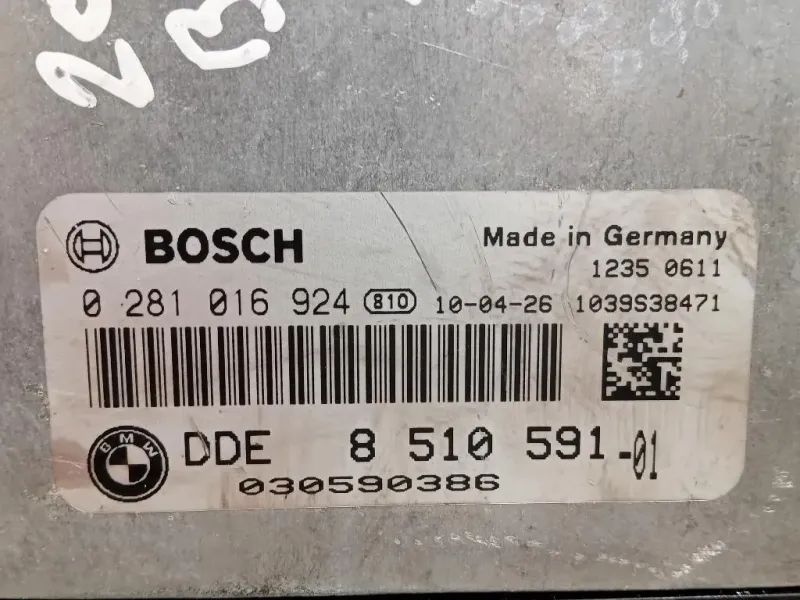 BOSCH
Made in Germany
1235 0611
0 281 016 924 810 10-04-26 1039S38471
BMW DDE 8 510 591-01
030590386